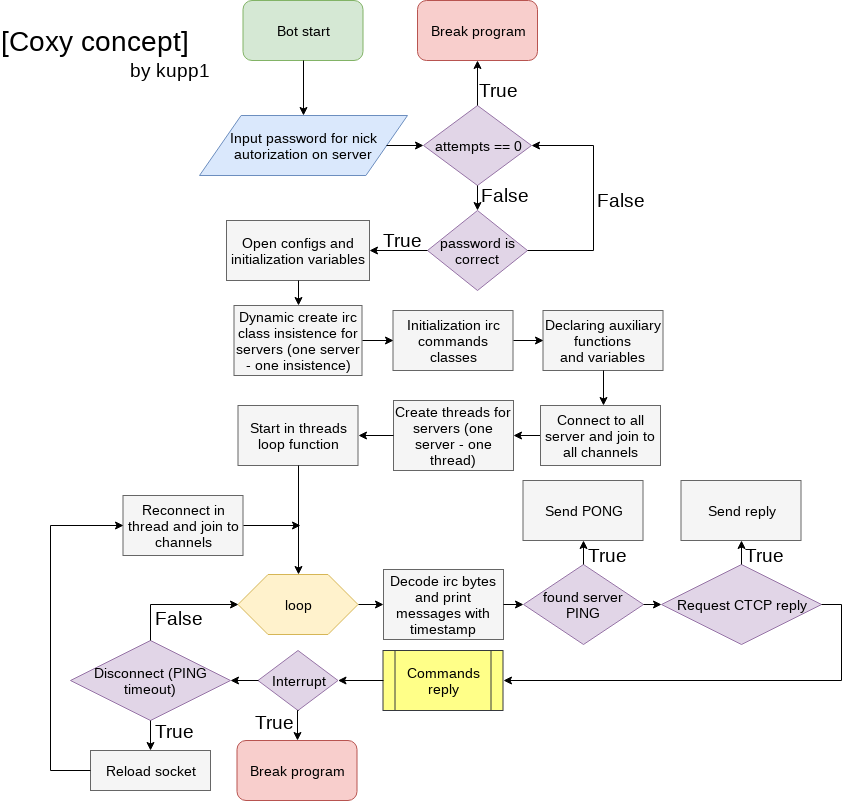 [Coxy concept]
by kupp1
Bot start
Break program
True
Input password for nick
autorization on server
attempts == 0
False
False
True
password is
correct
Open configs and
initialization variables
Dynamic create irc
class insistence for
servers (one server
- one insistence)
Initialization irc
commands
classes
Declaring auxiliary
functions
and variables
Start in threads
loop function
Create threads for
servers (one
server - one
thread)
Connect to all
server and join to
all channels
Reconnect in
thread and join to
channels
Send PONG
Send reply
True
True
loop
Decode irc bytes
and print
messages with
timestamp
found server
PING
Request CTCP reply
False
Disconnect (PING
timeout)
Interrupt
Commands
reply
True
True
Reload socket
Break program